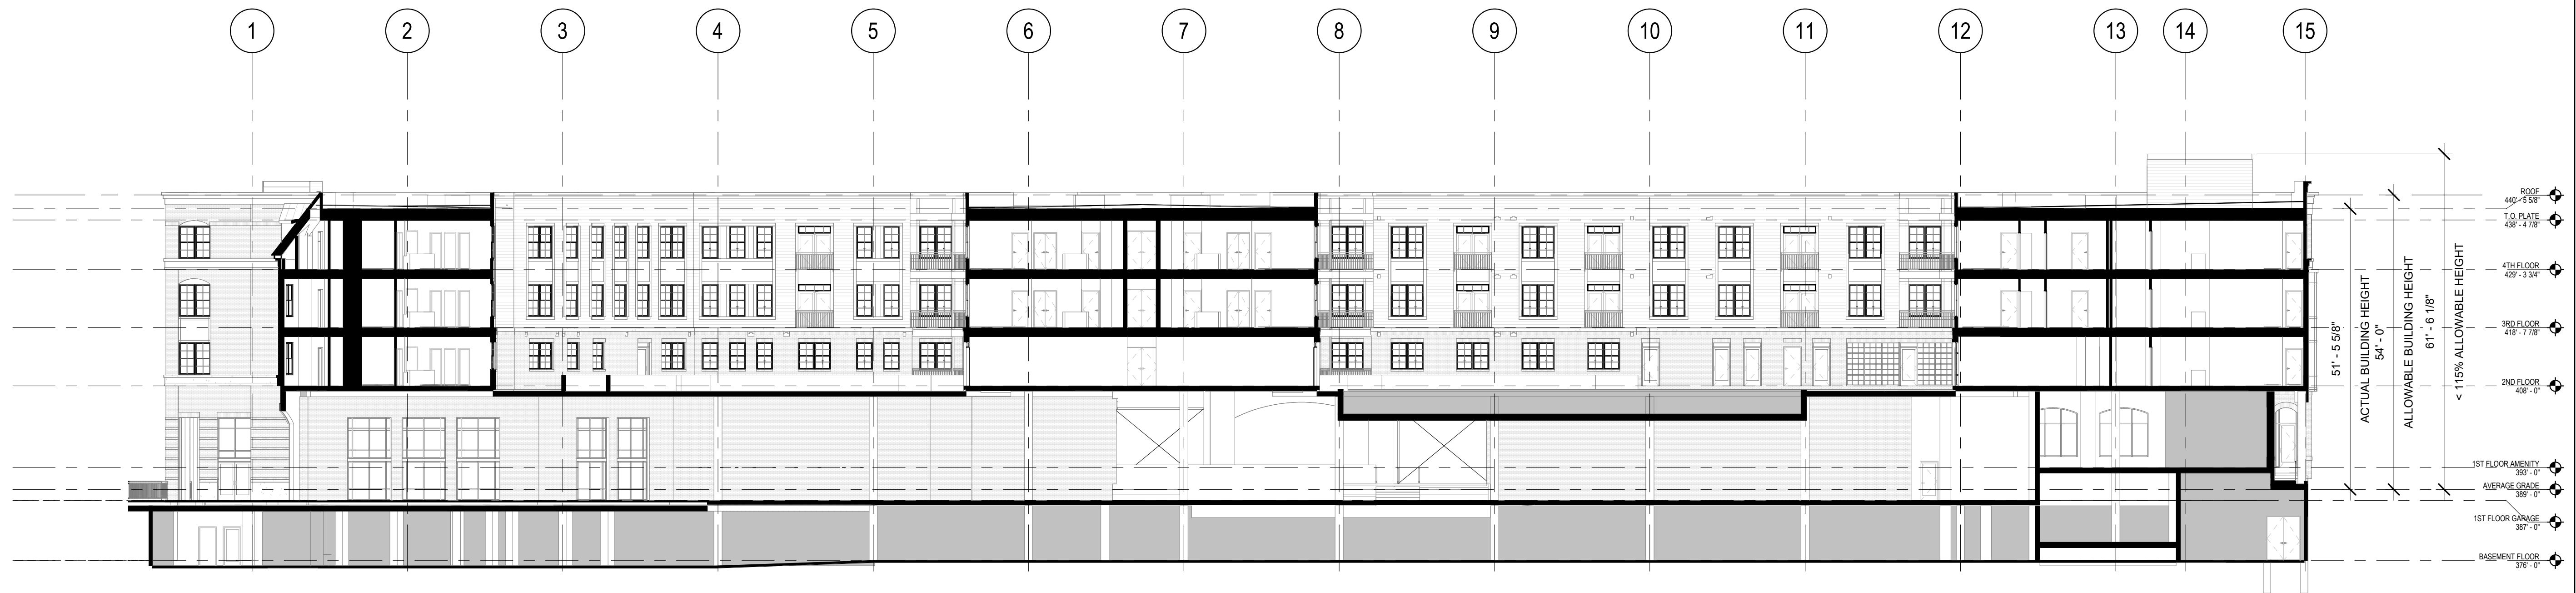 1 2 3 4 5 6 7 8 9 10 11 12 13 14 15
ROOF
440' - 5 5/8"
T.O. PLATE
438' - 4 7/8"
4TH FLOOR
429' - 3 3/4"
3RD FLOOR
418' - 7 7/8"
2ND FLOOR
408' - 0"
1ST FLOOR AMENITY
393' - 0"
AVERAGE GRADE
389' - 0"
1ST FLOOR GARAGE
387' - 0"
BASEMENT FLOOR
376' - 0"
51' - 5 5/8"
ACTUAL BUILDING HEIGHT
54' - 0"
ALLOWABLE BUILDING HEIGHT
61' - 6 1/8"
< 115% ALLOWABLE HEIGHT